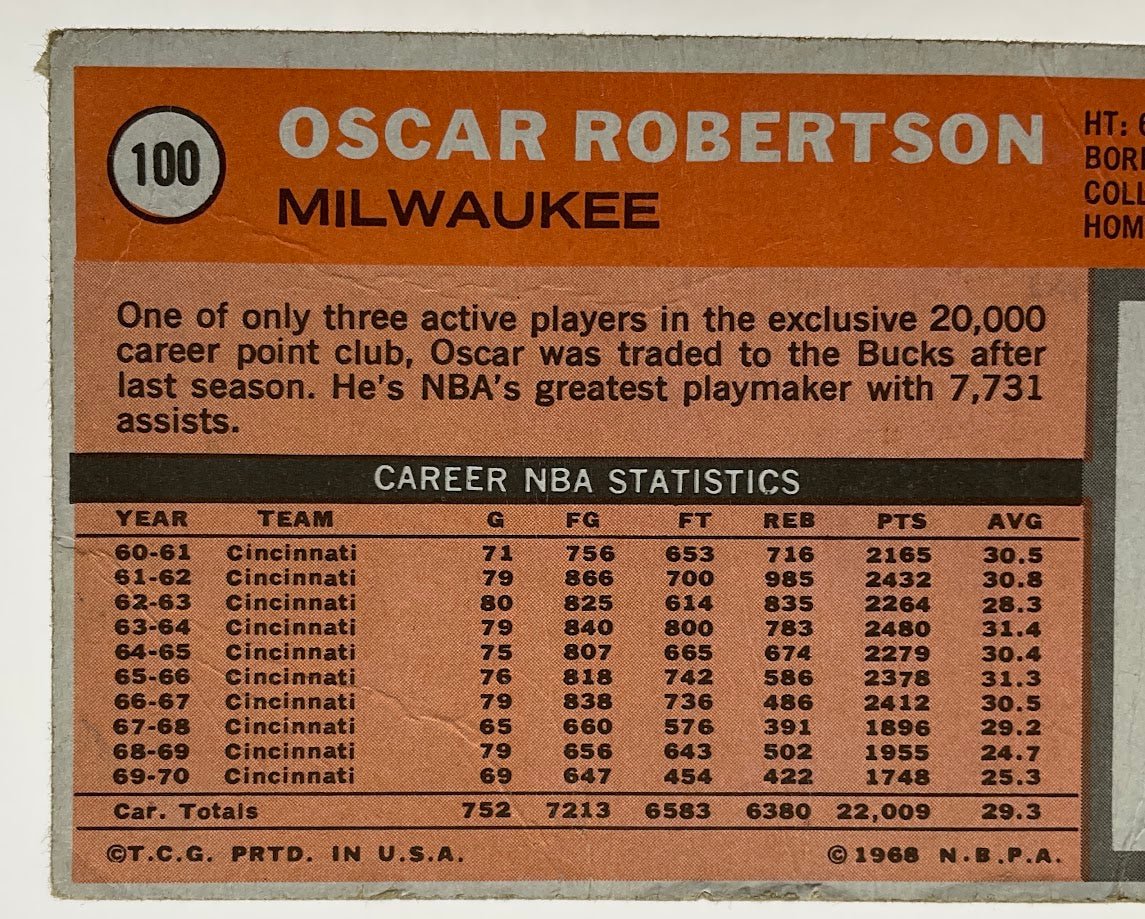 100
OSCAR ROBERTSON
MILWAUKEE
HT: 6
BORN
COLL
HOM
One of only three active players in the exclusive 20,000
career point club, Oscar was traded to the Bucks after
last season. He's NBA's greatest playmaker with 7,731
assists.
CAREER NBA STATISTICS
YEAR TEAM G FG FT REB PTS AVG
60-61 Cincinnati 71 756 653 716 2165 30.5
61-62 Cincinnati 79 866 700 985 2432 30.8
62-63 Cincinnati 80 825 614 835 2264 28.3
63-64 Cincinnati 79 840 800 783 2480 31.4
64-65 Cincinnati 75 807 665 674 2279 30.4
65-66 Cincinnati 76 818 742 586 2378 31.3
66-67 Cincinnati 79 838 736 486 2412 30.5
67-68 Cincinnati 65 660 576 391 1896 29.2
68-69 Cincinnati 79 656 643 502 1955 24.7
69-70 Cincinnati 69 647 454 422 1748 25.3
Car. Totals 752 7213 6583 6380 22,009 29.3
©T.C.G. PRTD. IN U.S.A.
©1968 N.B.P.A.